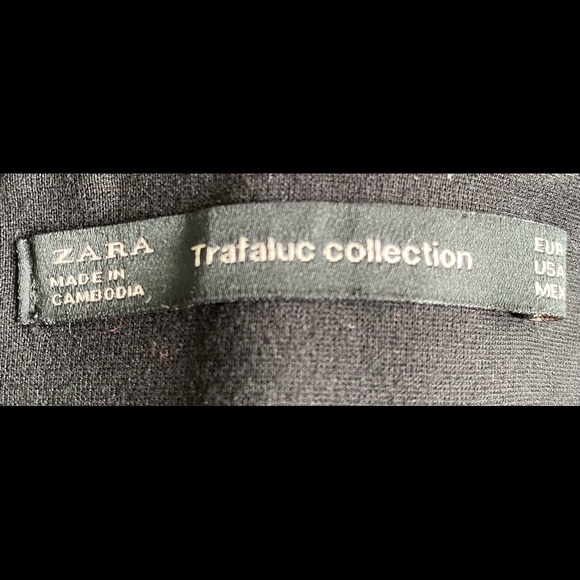 ZARA
MADE IN
CAMBODIA
Trafaluc collection
EUR
USA
MEX